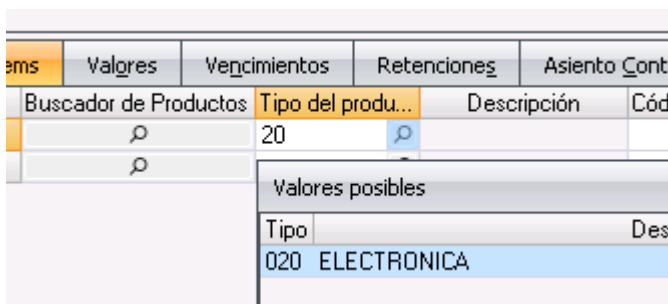 ems Valores Vencimientos Retenciones Asiento Cont
Buscador de Productos Tipo del produ... Descripción Cód
20
Valores posibles
Tipo Des
020 ELECTRONICA